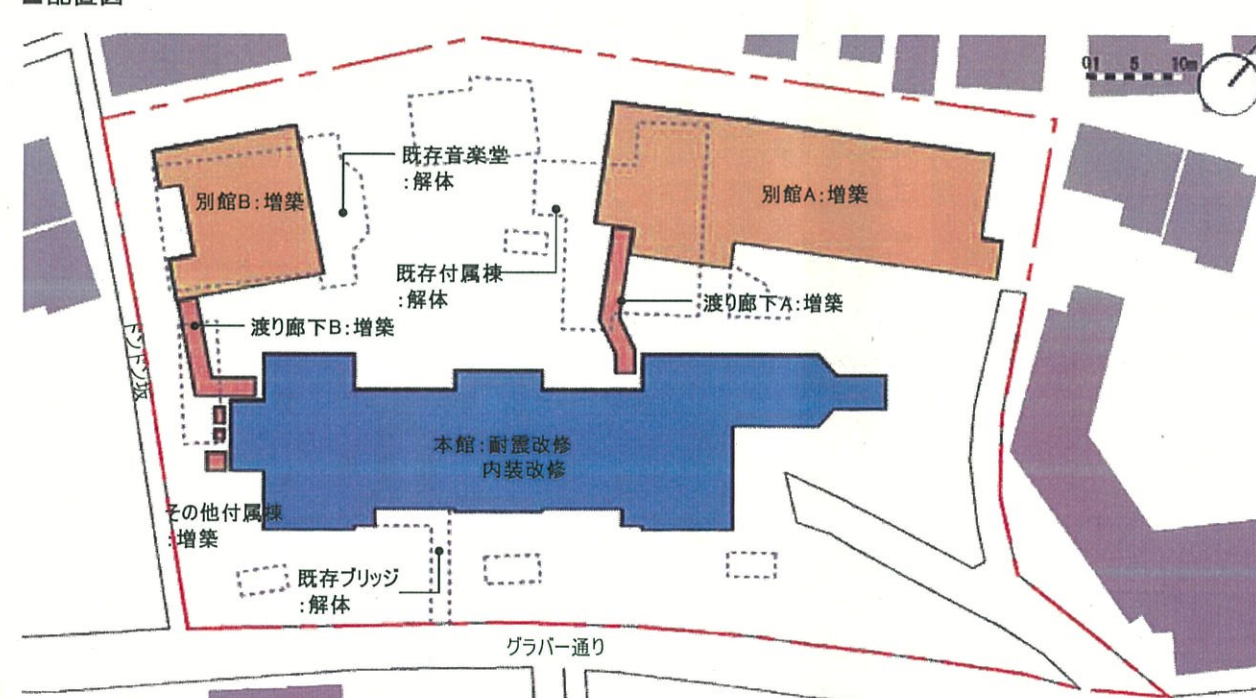 ■配置図
01 5 10m
既存音楽堂
:解体
別館B:増築
別館A:増築
既存付属棟
:解体
渡り廊下A:増築
渡り廊下B:増築
ドンドン坂
本館:耐震改修
内装改修
その他付属棟
:増築
既存ブリッジ
:解体
グラバー通り